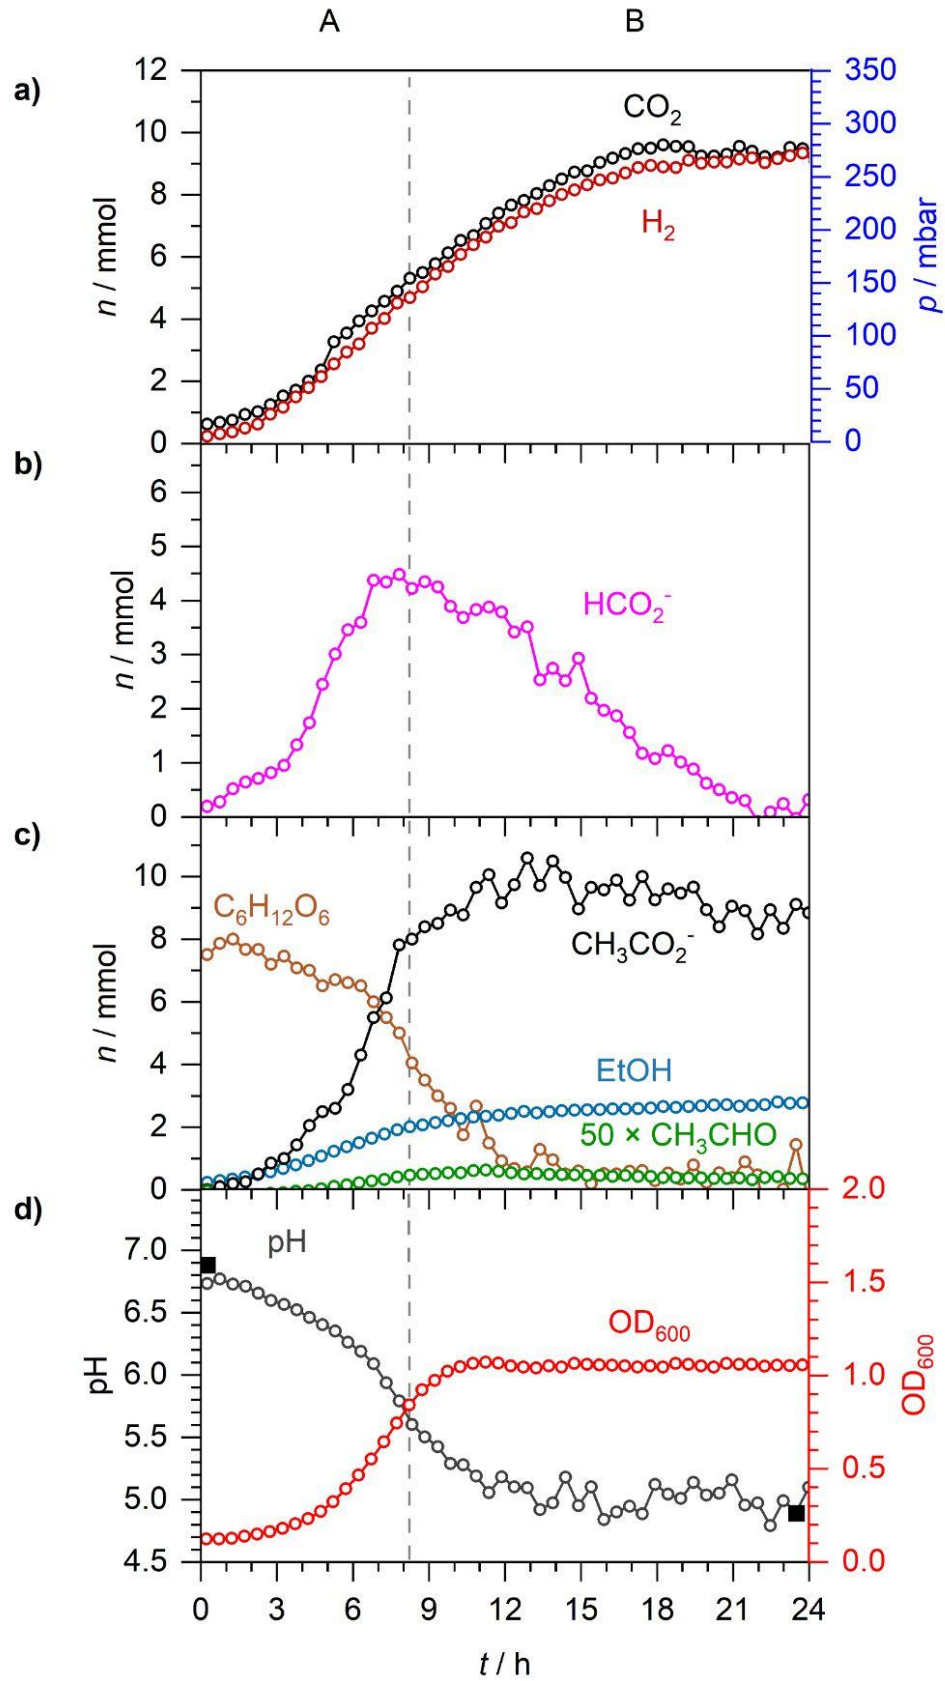 A B
a)
12
10
8
6
4
2
0
n / mmol
CO₂
H₂
350
300
250
200
150
100
50
0
p / mbar
b)
6
5
4
3
2
1
0
n / mmol
HCO₂⁻
c)
10
8
6
4
2
0
n / mmol
C₆H₁₂O₆
CH₃CO₂⁻
EtOH
50 × CH₃CHO
d)
7.0
6.5
6.0
5.5
5.0
4.5
pH
pH
OD₆₀₀
2.0
1.5
1.0
0.5
0.0
OD₆₀₀
0 3 6 9 12 15 18 21 24
t / h